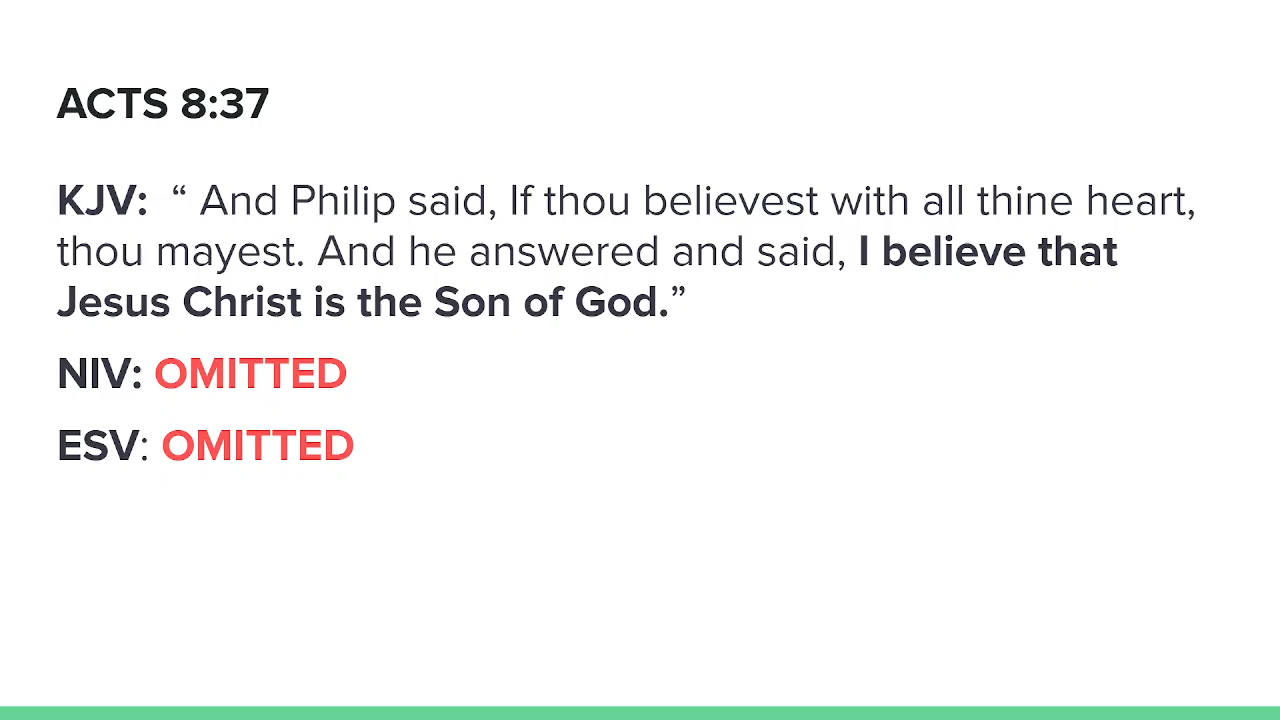 ACTS 8:37
KJV:  “ And Philip said, If thou believest with all thine heart,
thou mayest. And he answered and said, I believe that
Jesus Christ is the Son of God.”
NIV: OMITTED
ESV: OMITTED